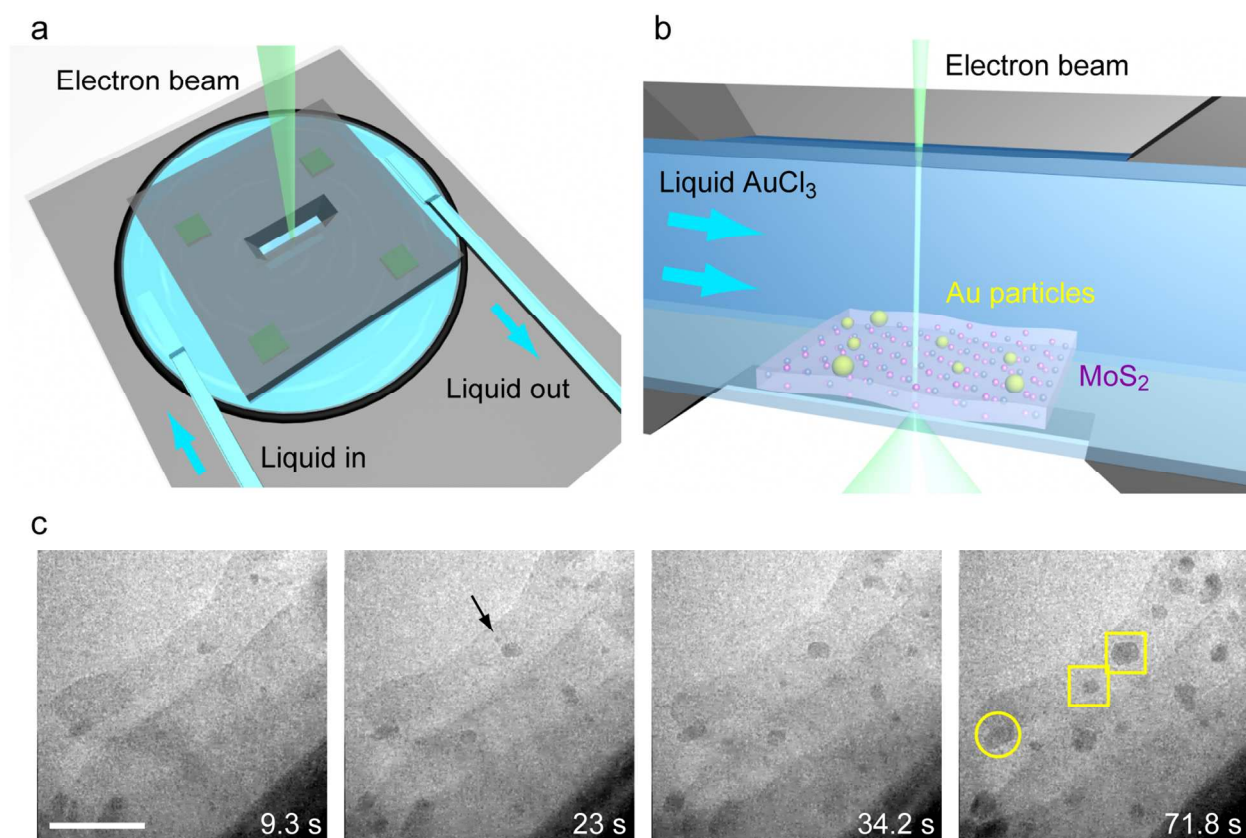 a
Electron beam
Liquid out
Liquid in
b
Electron beam
Liquid AuCl₃
Au particles
MoS₂
c
9.3 s
23 s
34.2 s
71.8 s